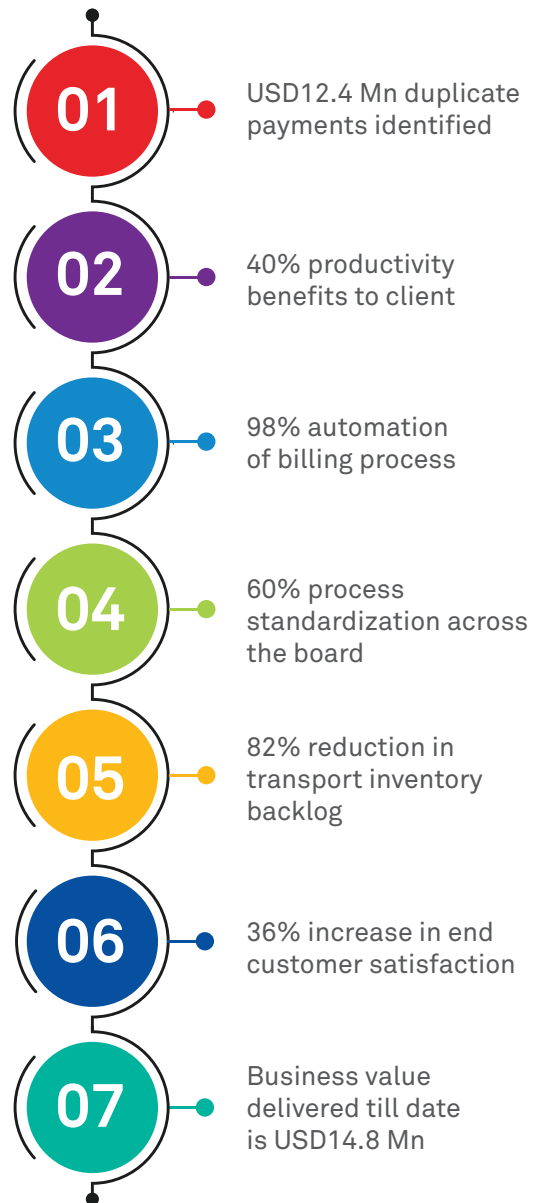 01
USD12.4 Mn duplicate
payments identified
02
40% productivity
benefits to client
03
98% automation
of billing process
04
60% process
standardization across
the board
05
82% reduction in
transport inventory
backlog
06
36% increase in end
customer satisfaction
07
Business value
delivered till date
is USD14.8 Mn